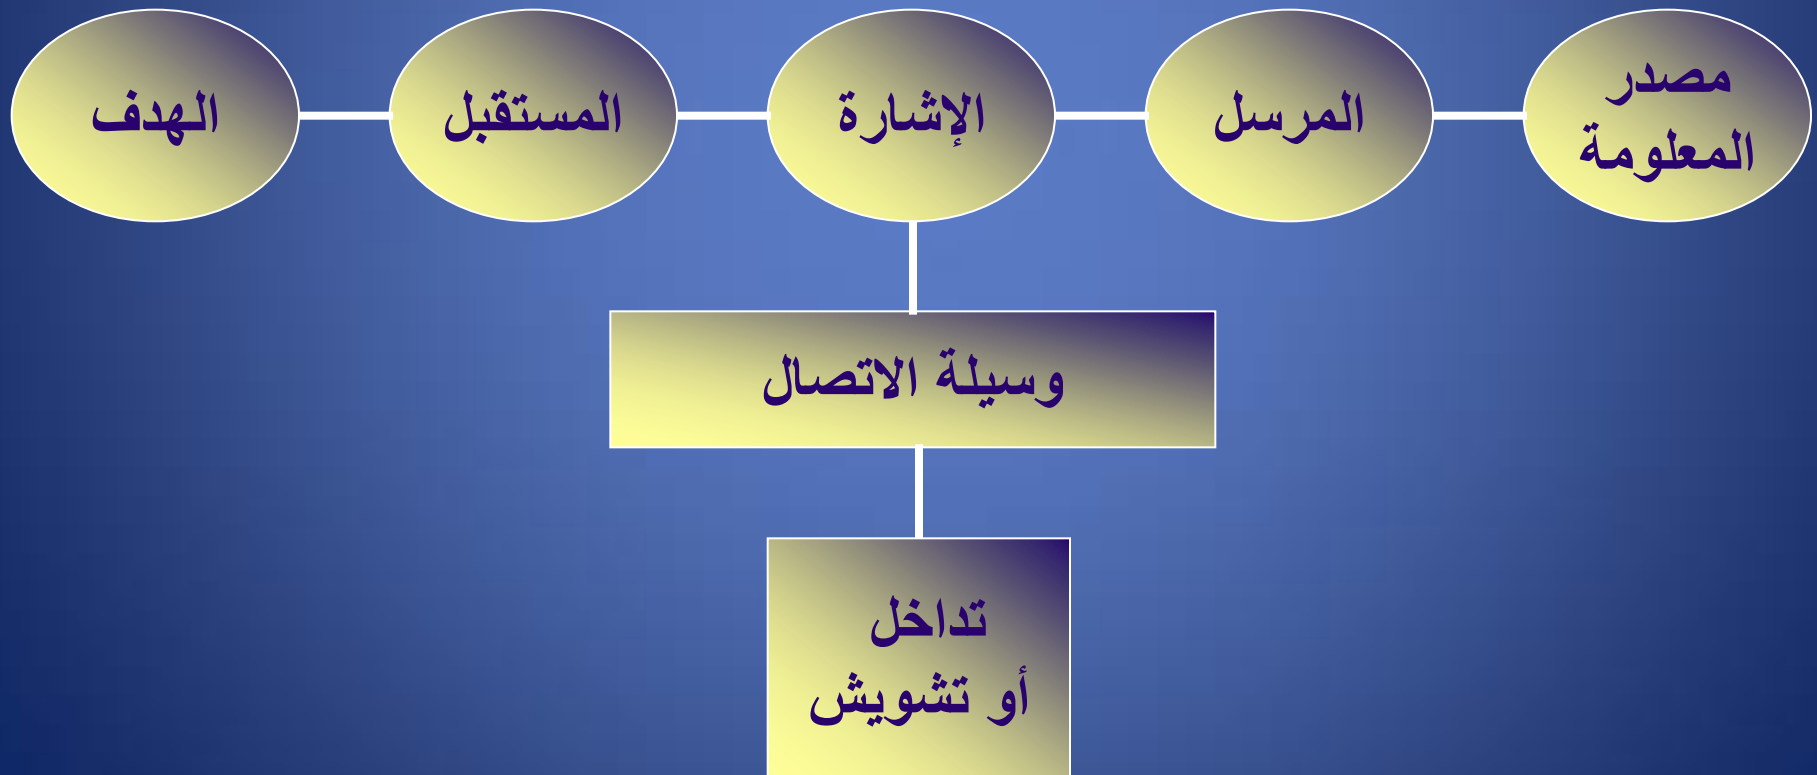 مصدر
المعلومة
المرسل
الإشارة
المستقبل
الهدف
وسيلة الاتصال
تداخل
أو تشويش